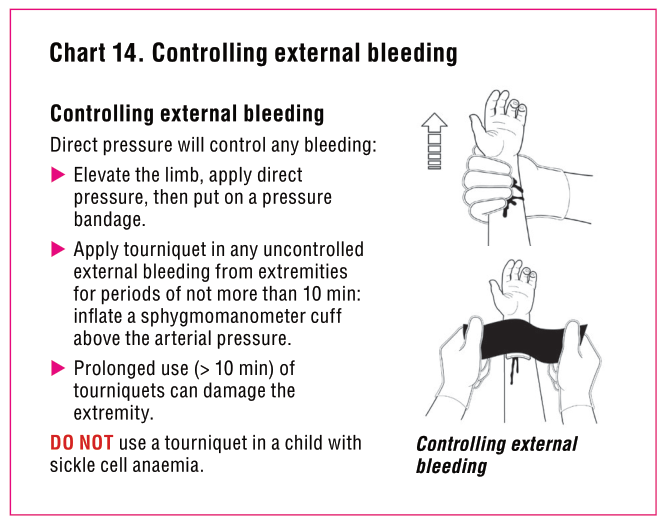 Chart 14. Controlling external bleeding
Controlling external bleeding
Direct pressure will control any bleeding:
▶ Elevate the limb, apply direct
pressure, then put on a pressure
bandage.
▶ Apply tourniquet in any uncontrolled
external bleeding from extremities
for periods of not more than 10 min:
inflate a sphygmomanometer cuff
above the arterial pressure.
▶ Prolonged use (> 10 min) of
tourniquets can damage the
extremity.
DO NOT use a tourniquet in a child with
sickle cell anaemia.
Controlling external
bleeding